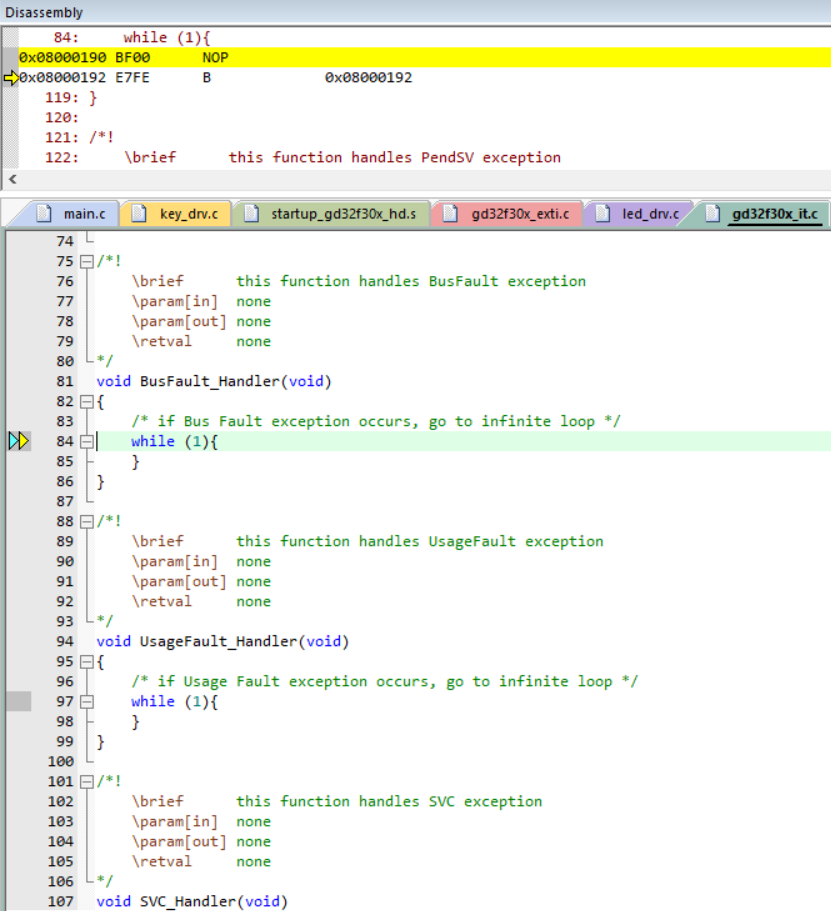 Disassembly
84: while (1){
0x08000190 BF00 NOP
0x08000192 E7FE B 0x08000192
119: }
120:
121: /*!
122: \brief this function handles PendSV exception
main.c key_drv.c startup_gd32f30x_hd.s gd32f30x_exti.c led_drv.c gd32f30x_it.c
74
75 /*!
76 \brief this function handles BusFault exception
77 \param[in] none
78 \param[out] none
79 \retval none
80 */
81 void BusFault_Handler(void)
82 {
83 /* if Bus Fault exception occurs, go to infinite loop */
84 while (1){
85 }
86 }
87
88 /*!
89 \brief this function handles UsageFault exception
90 \param[in] none
91 \param[out] none
92 \retval none
93 */
94 void UsageFault_Handler(void)
95 {
96 /* if Usage Fault exception occurs, go to infinite loop */
97 while (1){
98 }
99 }
100
101 /*!
102 \brief this function handles SVC exception
103 \param[in] none
104 \param[out] none
105 \retval none
106 */
107 void SVC_Handler(void)